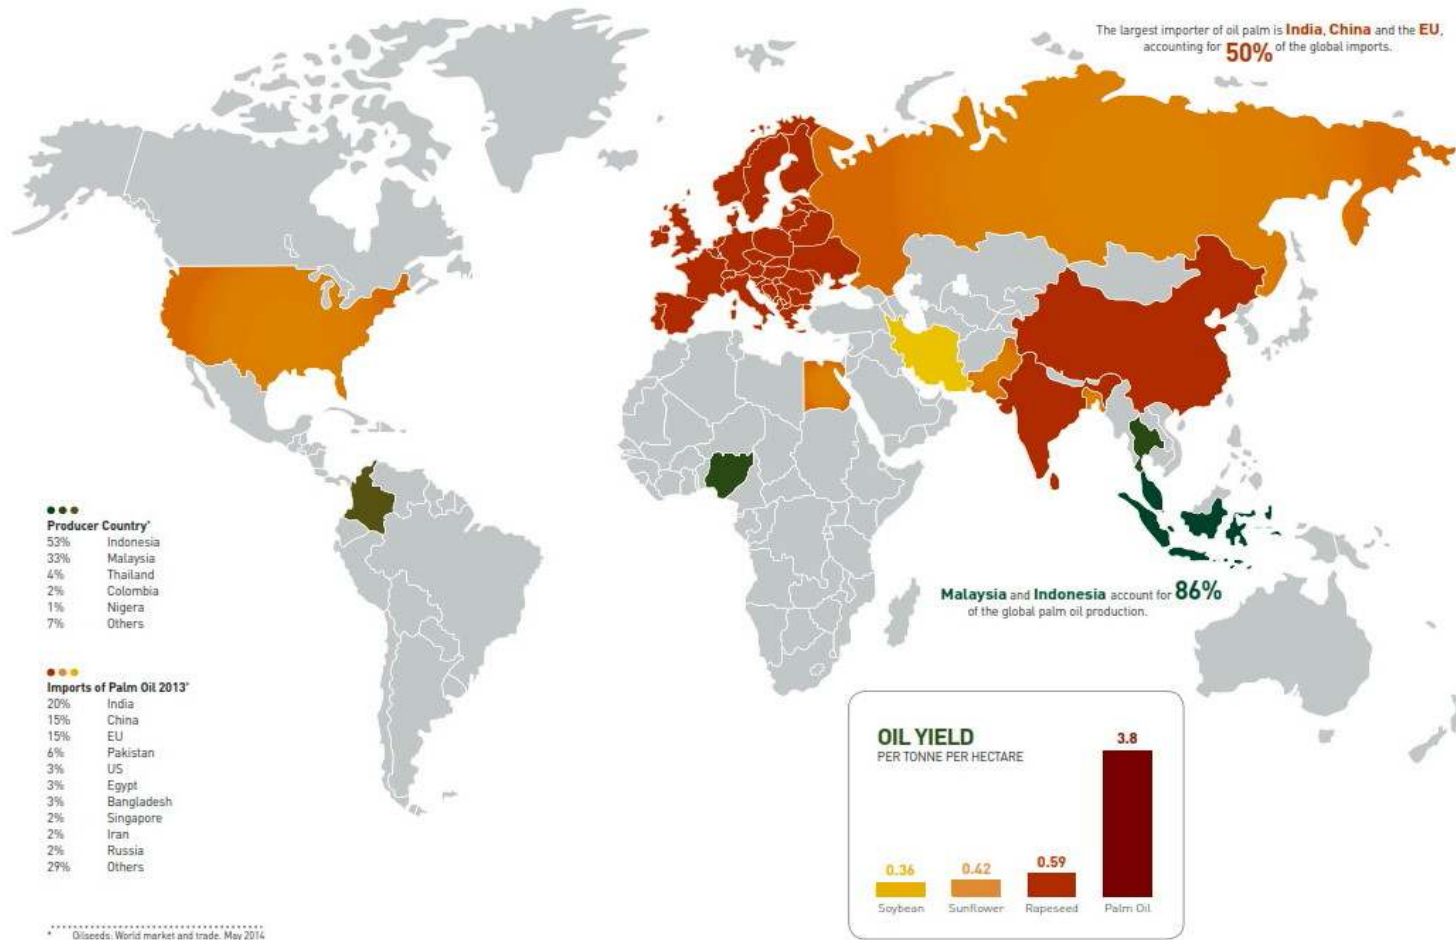 The largest importer of oil palm is India, China and the EU,
accounting for 50% of the global imports.
Producer Country*
53% Indonesia
33% Malaysia
4% Thailand
2% Colombia
1% Nigera
7% Others
Malaysia and Indonesia account for 86%
of the global palm oil production.
Imports of Palm Oil 2013*
20% India
15% China
15% EU
6% Pakistan
3% US
3% Egypt
3% Bangladesh
2% Singapore
2% Iran
2% Russia
29% Others
OIL YIELD
PER TONNE PER HECTARE
0.36
0.42
0.59
3.8
Soybean
Sunflower
Rapeseed
Palm Oil
* Oilseeds: World market and trade. May 2014